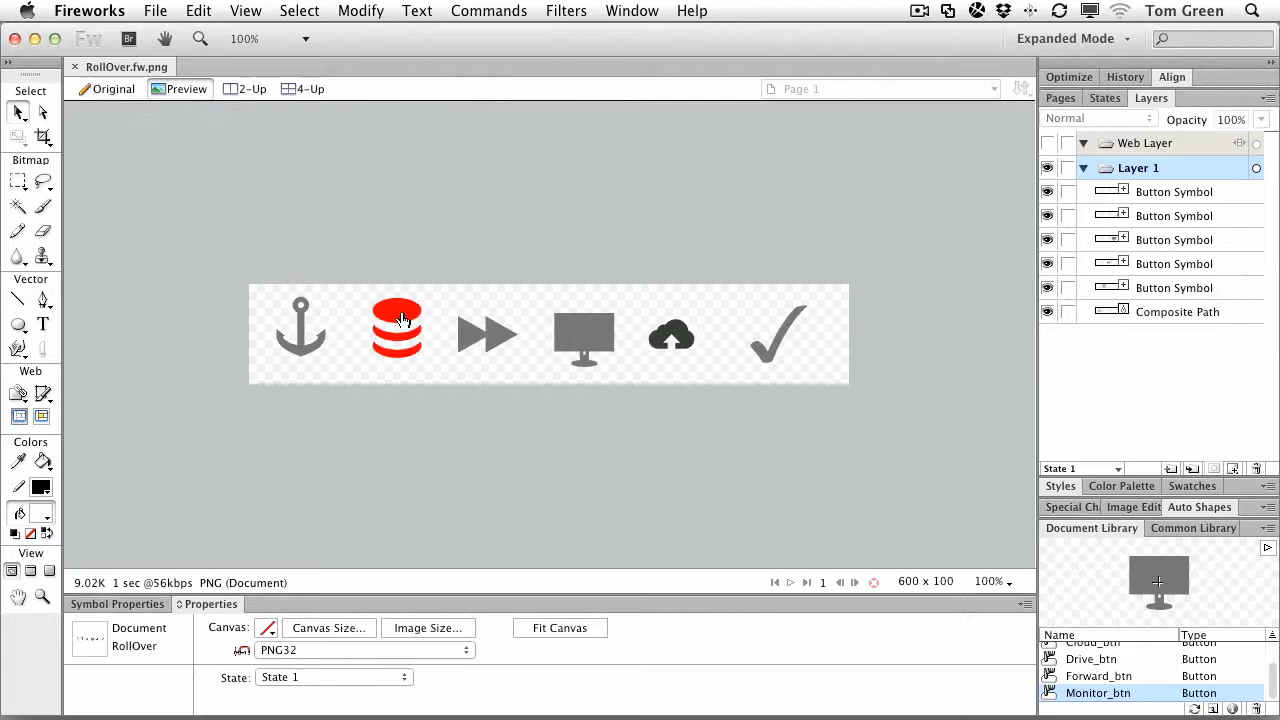 Fireworks File Edit View Select Modify Text Commands Filters Window Help Tom Green
Fw Br 100% Expanded Mode
× RollOver.fw.png
Original Preview 2-Up 4-Up Page 1
Select
Bitmap
Vector
T
Web
Colors
View
Optimize History Align
Pages States Layers
Normal Opacity 100%
Web Layer
Layer 1
Button Symbol
Button Symbol
Button Symbol
Button Symbol
Button Symbol
Composite Path
State 1
Styles Color Palette Swatches
Special Ch Image Edit Auto Shapes
Document Library Common Library
Name Type
Cloud_btn Button
Drive_btn Button
Forward_btn Button
Monitor_btn Button
9.02K 1 sec @56kbps PNG (Document) 1 600 x 100 100%
Symbol Properties Properties
Document
RollOver
Canvas: Canvas Size... Image Size... Fit Canvas
PNG32
State: State 1